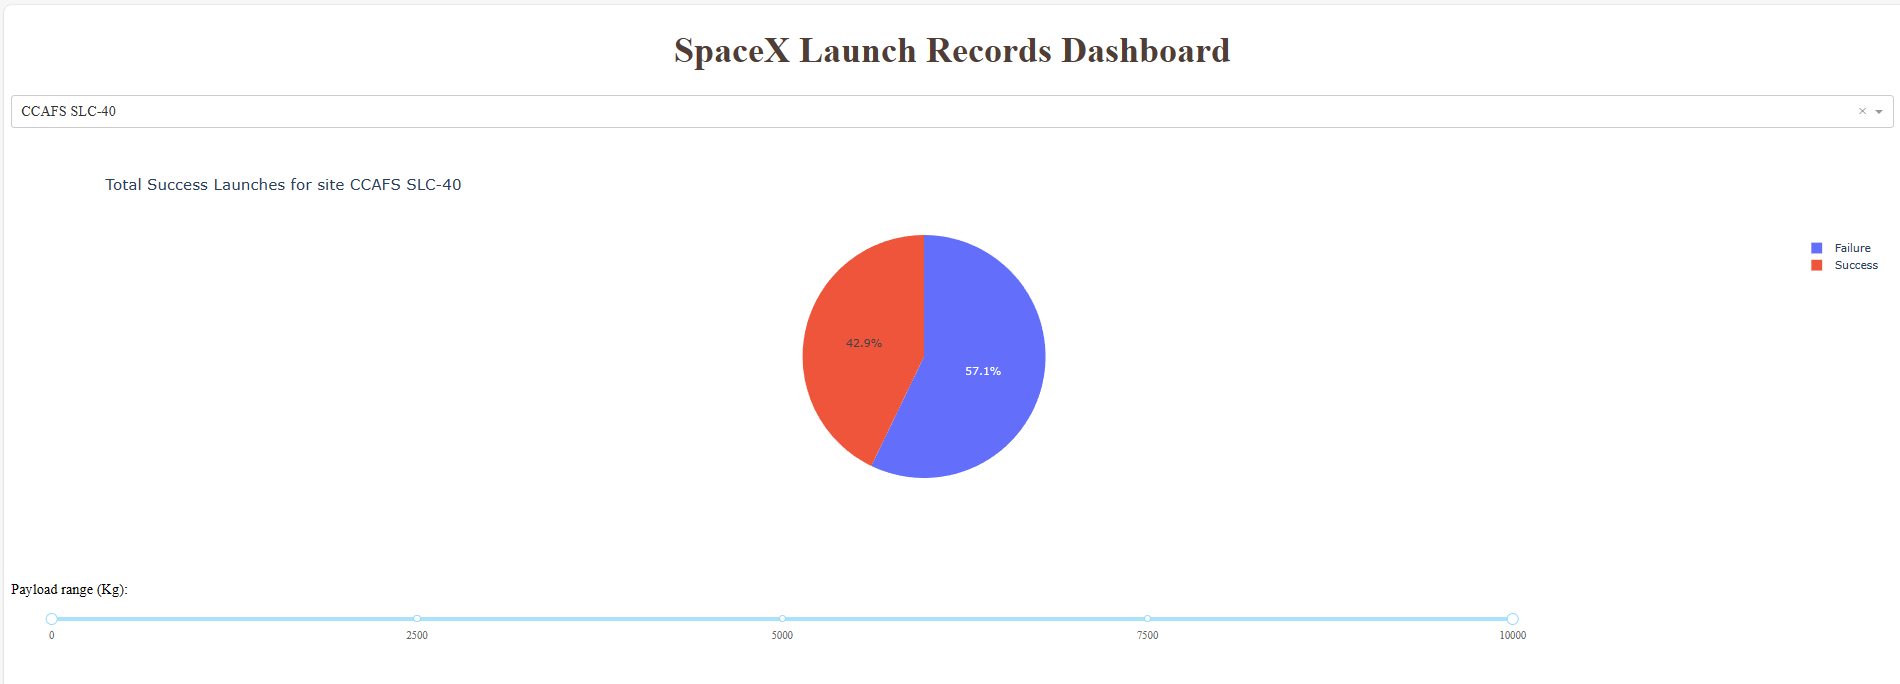 SpaceX Launch Records Dashboard
CCAFS SLC-40
Total Success Launches for site CCAFS SLC-40
Failure
Success
42.9%
57.1%
Payload range (Kg):
0 2500 5000 7500 10000